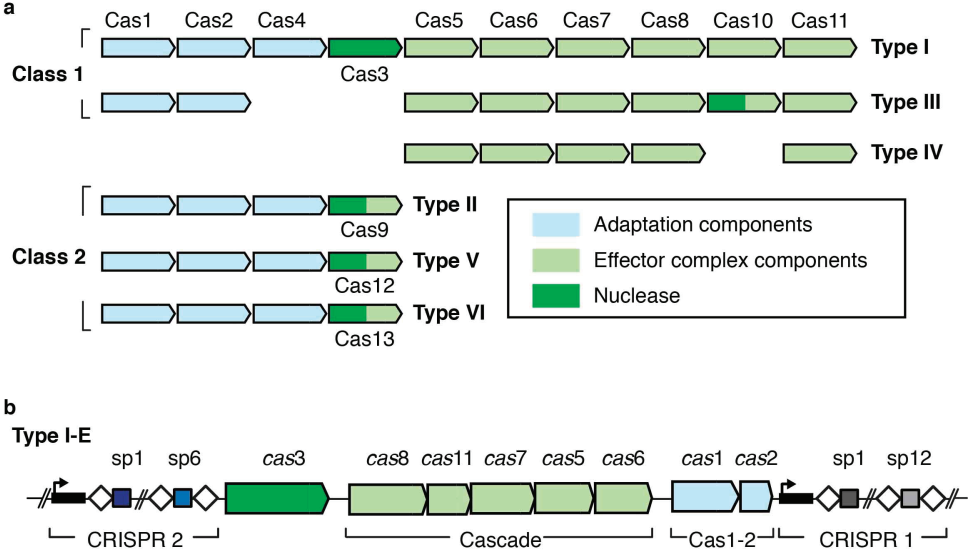 a
Cas1 Cas2 Cas4 Cas5 Cas6 Cas7 Cas8 Cas10 Cas11
Type I
Class 1
Cas3
Type III
Type IV
Type II
Cas9
Class 2
Type V
Cas12
Type VI
Cas13
Adaptation components
Effector complex components
Nuclease
b
Type I-E
sp1 sp6 cas3 cas8 cas11 cas7 cas5 cas6 cas1 cas2 sp1 sp12
CRISPR 2 Cascade Cas1-2 CRISPR 1